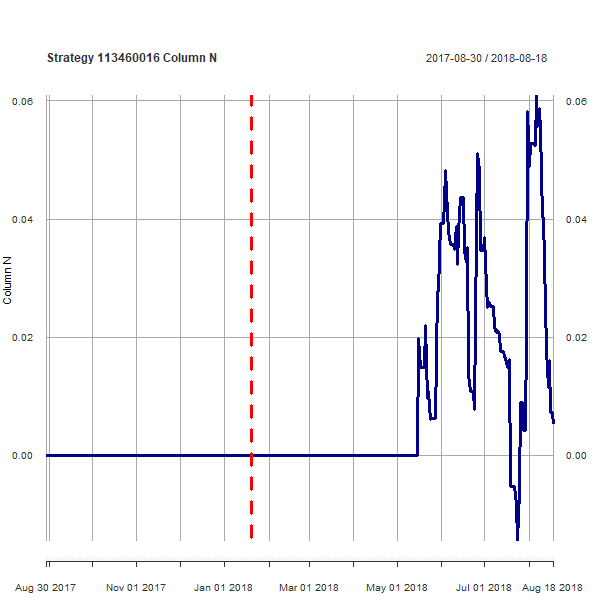 Strategy 113460016 Column N
2017-08-30 / 2018-08-18
0.06 0.06
0.04 0.04
0.02 0.02
0.00 0.00
Column N
Aug 30 2017 Nov 01 2017 Jan 01 2018 Mar 01 2018 May 01 2018 Jul 01 2018 Aug 18 2018